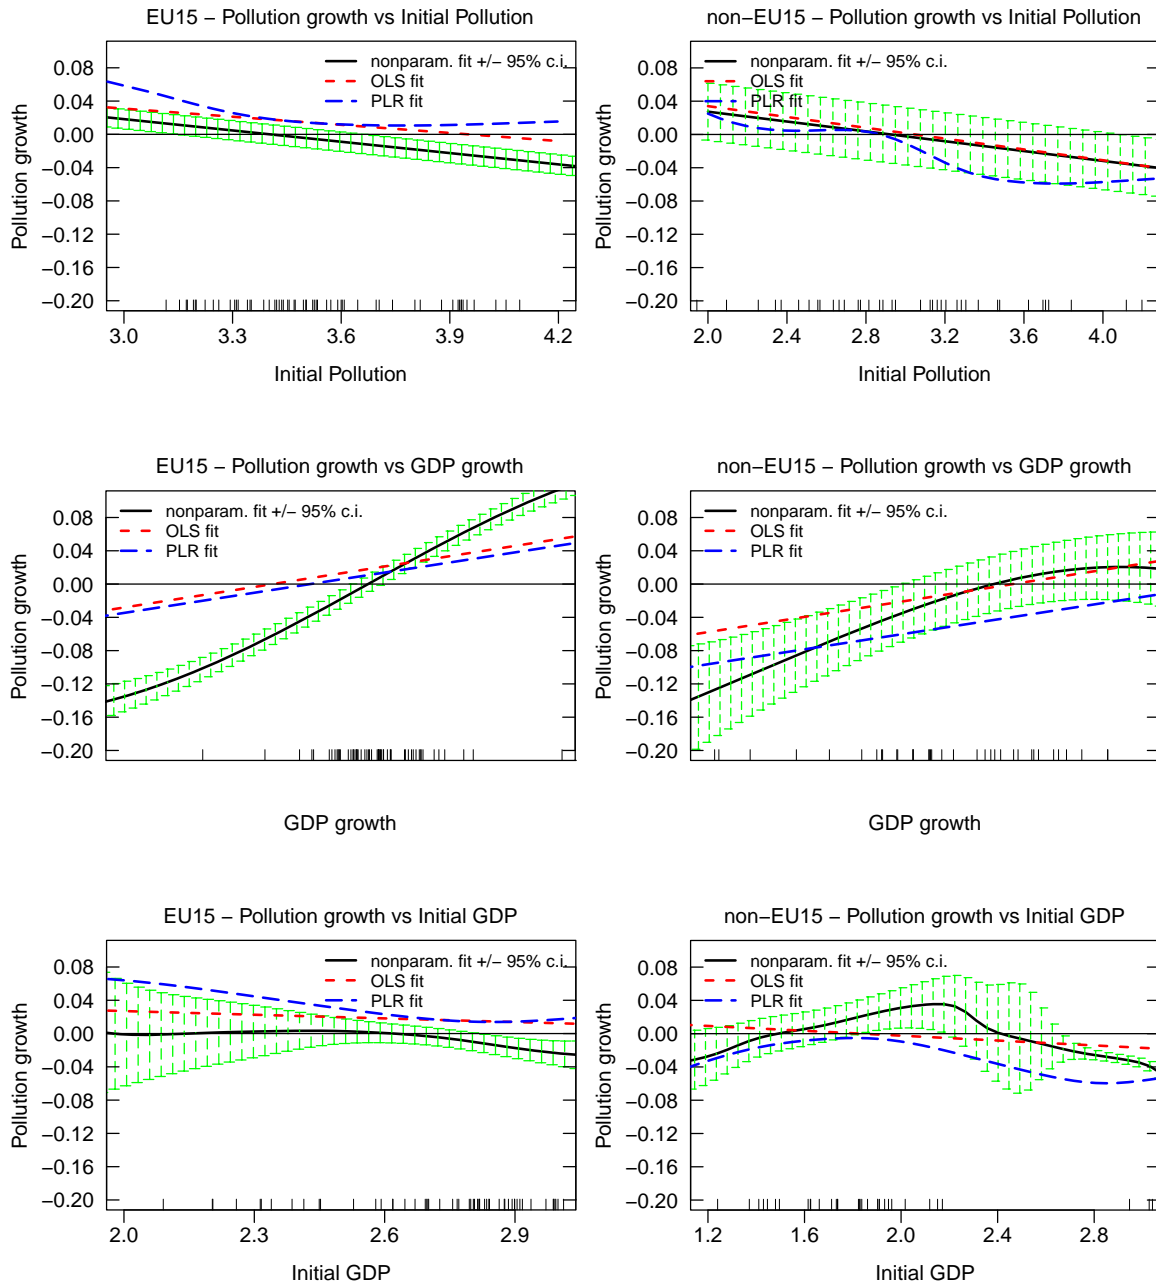 EU15 − Pollution growth vs Initial Pollution
nonparam. fit +/− 95% c.i.
OLS fit
PLR fit
0.08
0.04
0.00
−0.04
−0.08
−0.12
−0.16
−0.20
Pollution growth
3.0 3.3 3.6 3.9 4.2
Initial Pollution
non−EU15 − Pollution growth vs Initial Pollution
nonparam. fit +/− 95% c.i.
OLS fit
PLR fit
0.08
0.04
0.00
−0.04
−0.08
−0.12
−0.16
−0.20
Pollution growth
2.0 2.4 2.8 3.2 3.6 4.0
Initial Pollution
EU15 − Pollution growth vs GDP growth
nonparam. fit +/− 95% c.i.
OLS fit
PLR fit
0.08
0.04
0.00
−0.04
−0.08
−0.12
−0.16
−0.20
Pollution growth
GDP growth
non−EU15 − Pollution growth vs GDP growth
nonparam. fit +/− 95% c.i.
OLS fit
PLR fit
0.08
0.04
0.00
−0.04
−0.08
−0.12
−0.16
−0.20
Pollution growth
GDP growth
EU15 − Pollution growth vs Initial GDP
nonparam. fit +/− 95% c.i.
OLS fit
PLR fit
0.08
0.04
0.00
−0.04
−0.08
−0.12
−0.16
−0.20
Pollution growth
2.0 2.3 2.6 2.9
Initial GDP
non−EU15 − Pollution growth vs Initial GDP
nonparam. fit +/− 95% c.i.
OLS fit
PLR fit
0.08
0.04
0.00
−0.04
−0.08
−0.12
−0.16
−0.20
Pollution growth
1.2 1.6 2.0 2.4 2.8
Initial GDP